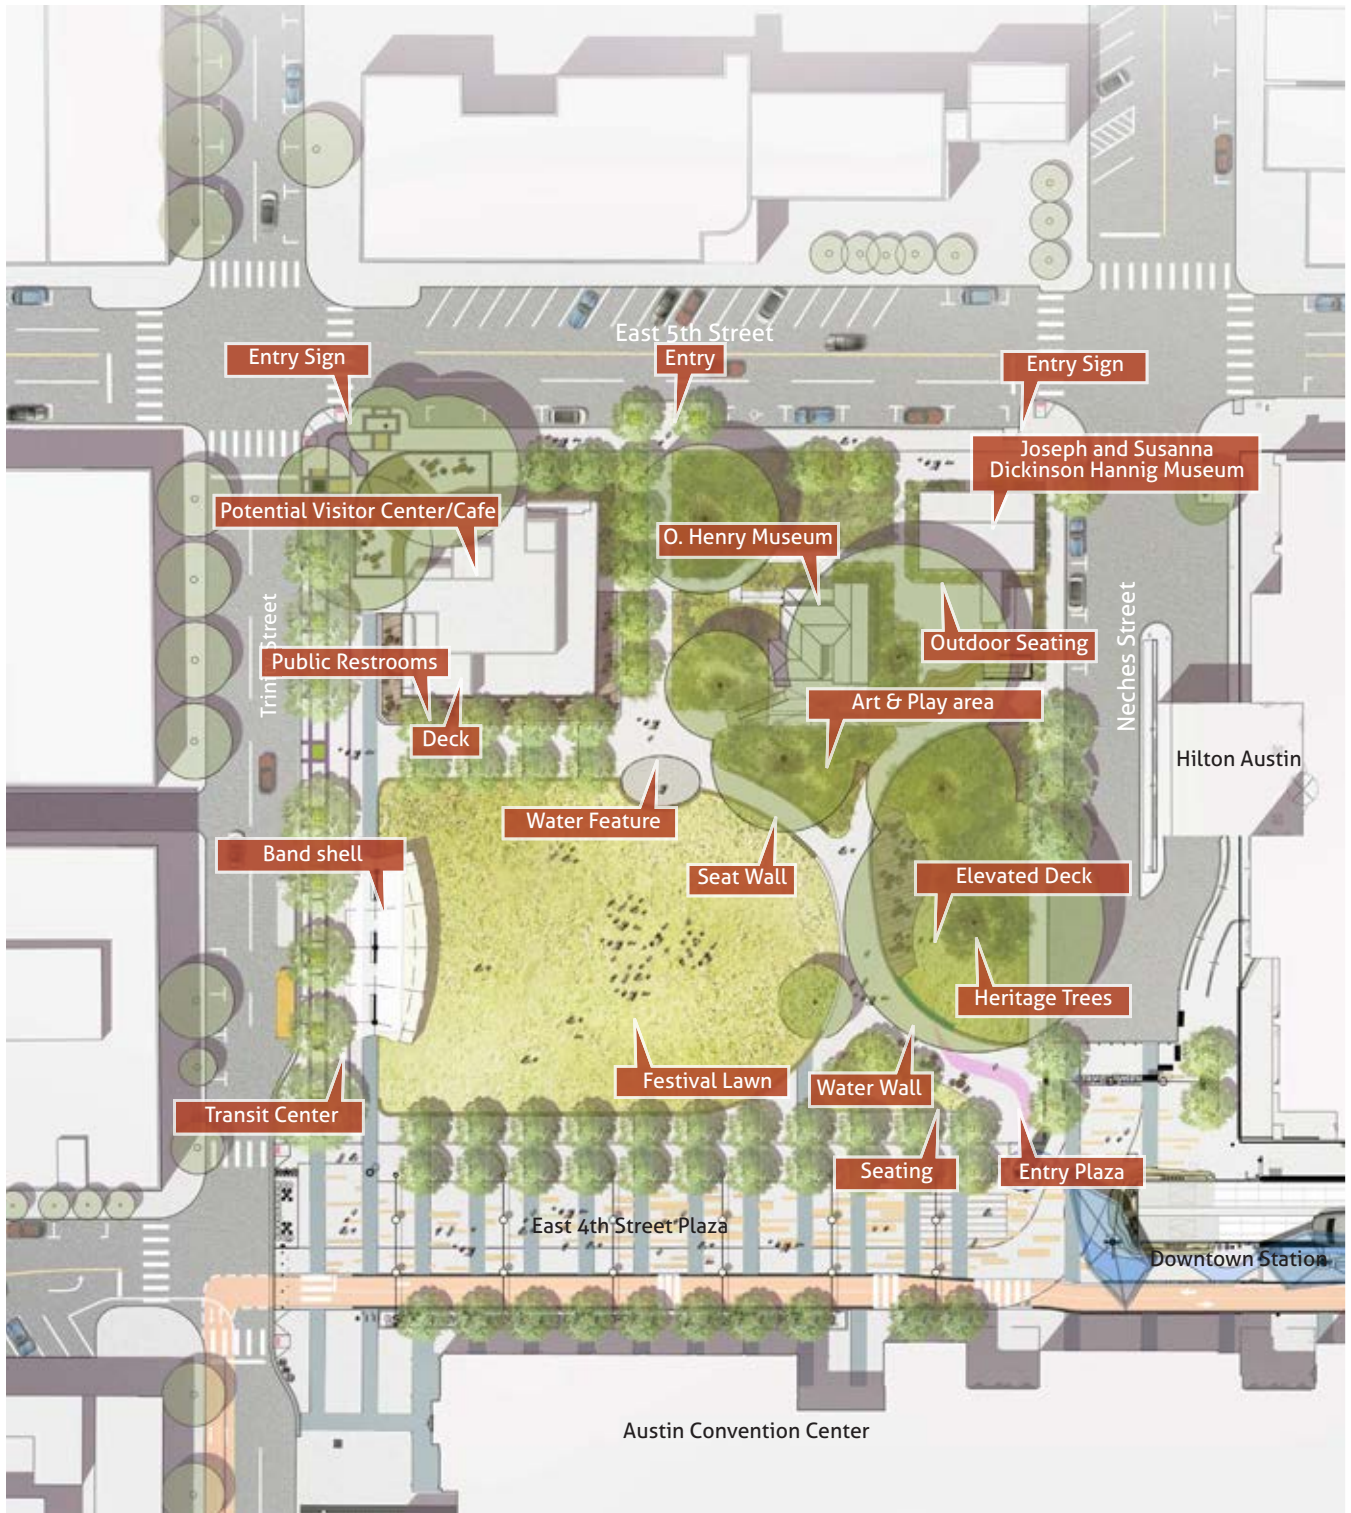 East 5th Street
Entry Sign
Entry
Entry Sign
Joseph and Susanna
Dickinson Hannig Museum
Potential Visitor Center/Cafe
O. Henry Museum
Trini Street
Neches Street
Outdoor Seating
Public Restrooms
Art & Play area
Deck
Hilton Austin
Water Feature
Band shell
Seat Wall
Elevated Deck
Heritage Trees
Festival Lawn
Water Wall
Transit Center
Seating
Entry Plaza
East 4th Street Plaza
Downtown Station
Austin Convention Center